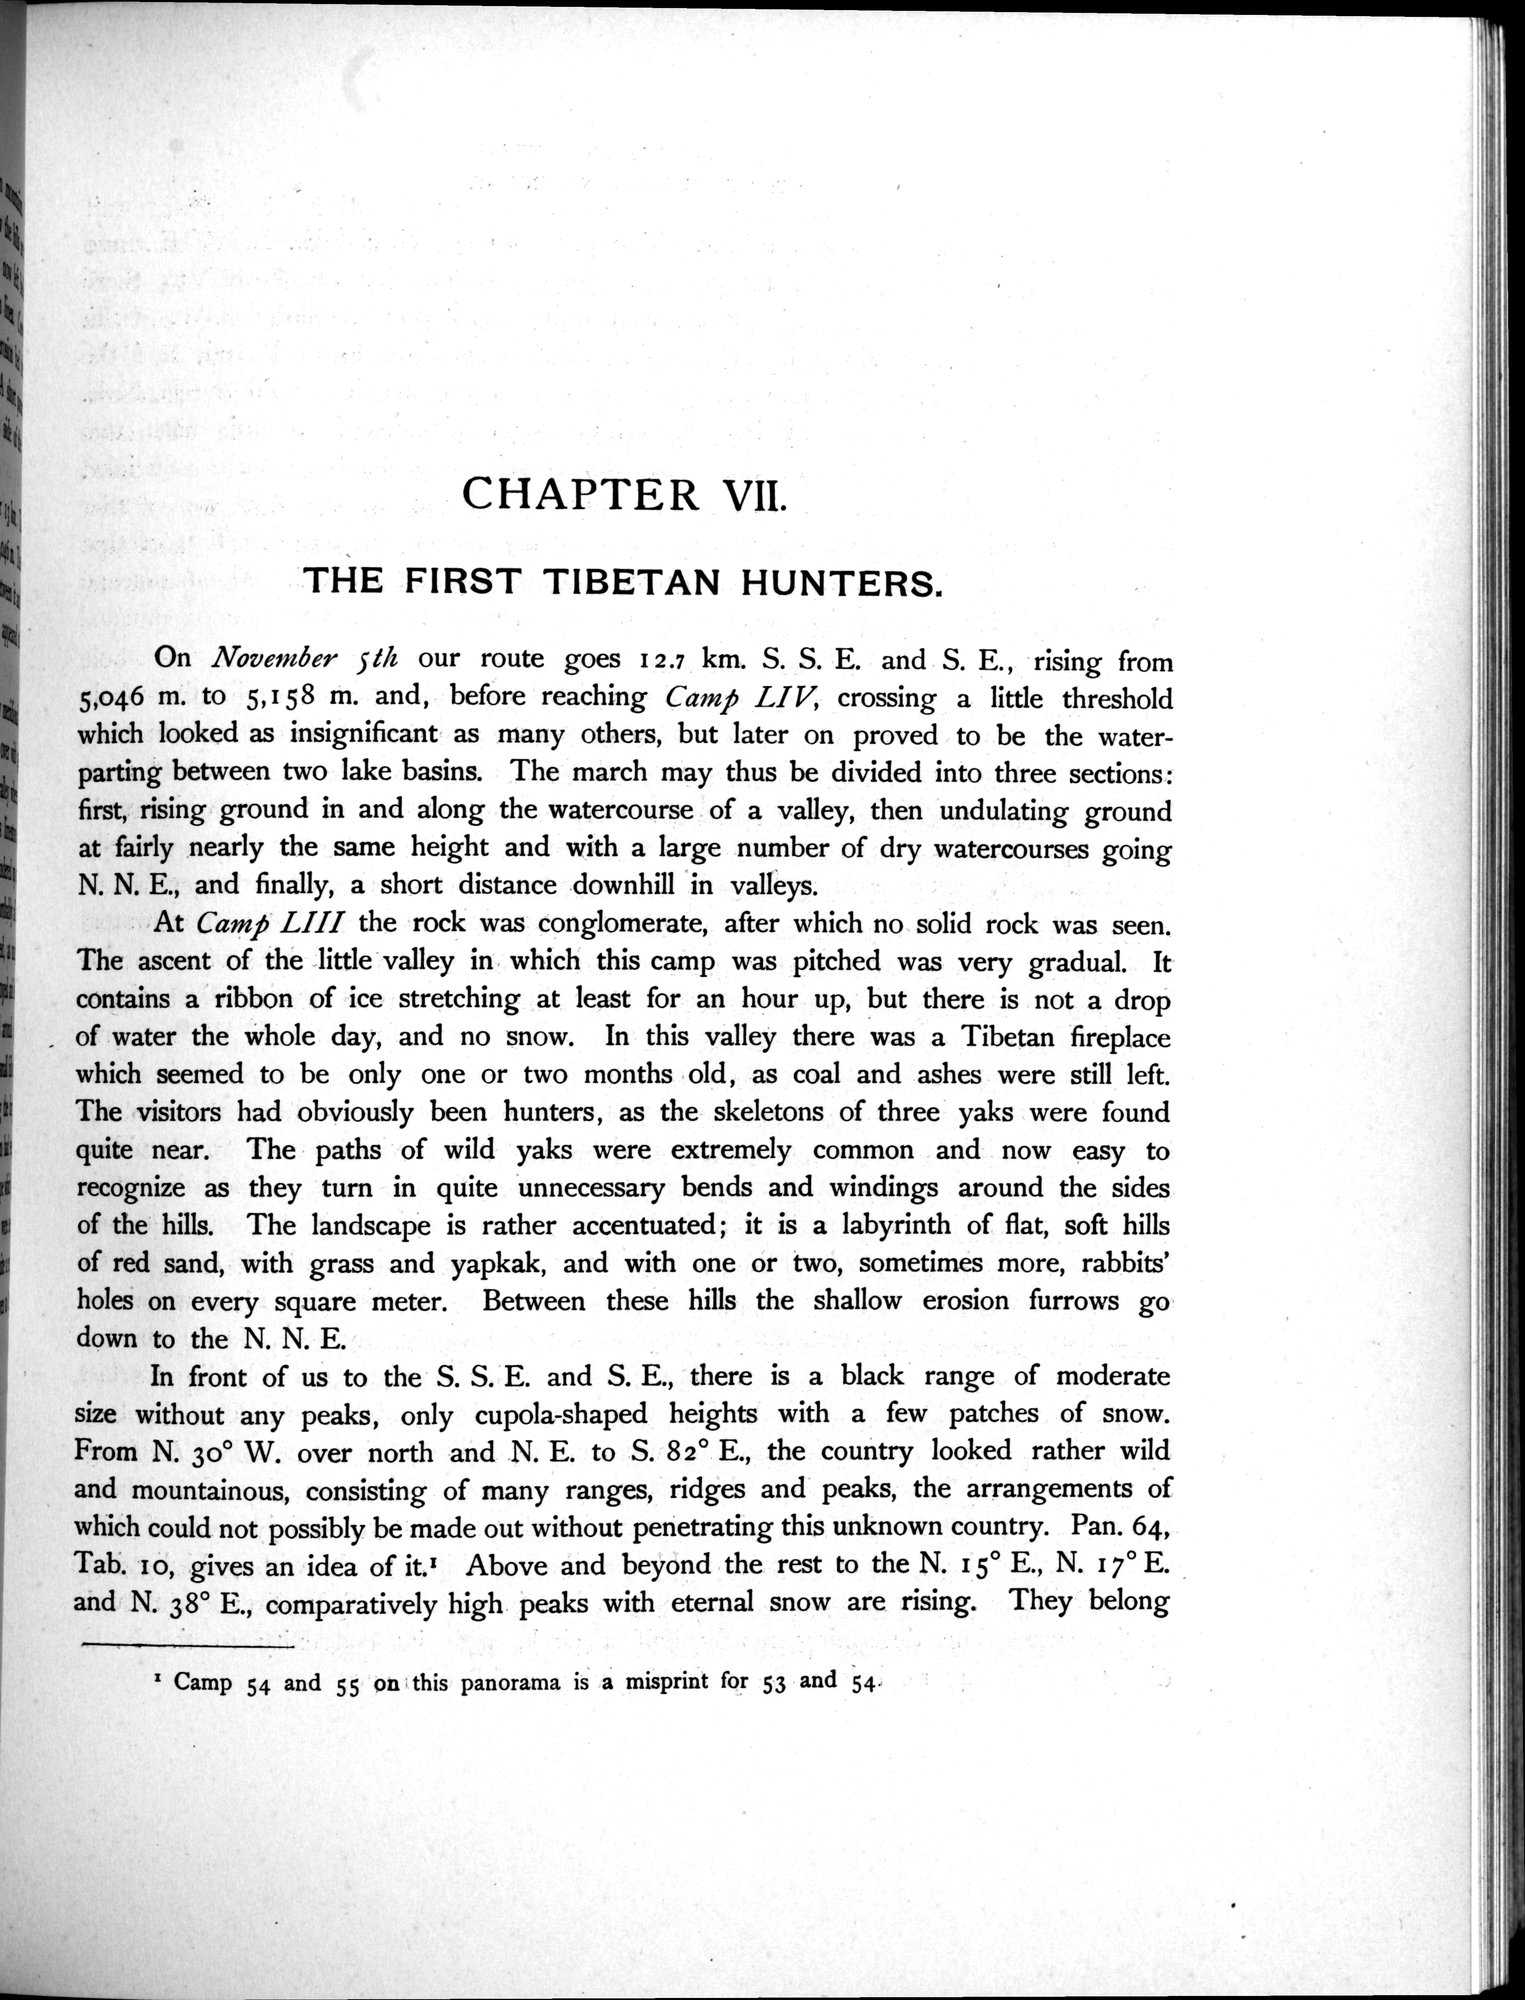 CHAPTER VII.
THE FIRST TIBETAN HUNTERS.
On November 5th our route goes 12.7 km. S. S. E. and S. E., rising from
5,046 m. to 5,158 m. and, before reaching Camp LIV, crossing a little threshold
which looked as insignificant as many others, but later on proved to be the water-
parting between two lake basins. The march may thus be divided into three sections:
first, rising ground in and along the watercourse of a valley, then undulating ground
at fairly nearly the same height and with a large number of dry watercourses going
N. N. E., and finally, a short distance downhill in valleys.
At Camp LIII the rock was conglomerate, after which no solid rock was seen.
The ascent of the little valley in which this camp was pitched was very gradual. It
contains a ribbon of ice stretching at least for an hour up, but there is not a drop
of water the whole day, and no snow. In this valley there was a Tibetan fireplace
which seemed to be only one or two months old, as coal and ashes were still left.
The visitors had obviously been hunters, as the skeletons of three yaks were found
quite near. The paths of wild yaks were extremely common and now easy to
recognize as they turn in quite unnecessary bends and windings around the sides
of the hills. The landscape is rather accentuated; it is a labyrinth of flat, soft hills
of red sand, with grass and yapkak, and with one or two, sometimes more, rabbits'
holes on every square meter. Between these hills the shallow erosion furrows go
down to the N. N. E.
In front of us to the S. S. E. and S. E., there is a black range of moderate
size without any peaks, only cupola-shaped heights with a few patches of snow.
From N. 30° W. over north and N. E. to S. 82° E., the country looked rather wild
and mountainous, consisting of many ranges, ridges and peaks, the arrangements of
which could not possibly be made out without penetrating this unknown country. Pan. 64,
Tab. 10, gives an idea of it.¹ Above and beyond the rest to the N. 15° E., N. 17° E.
and N. 38° E., comparatively high peaks with eternal snow are rising. They belong
¹ Camp 54 and 55 on this panorama is a misprint for 53 and 54.